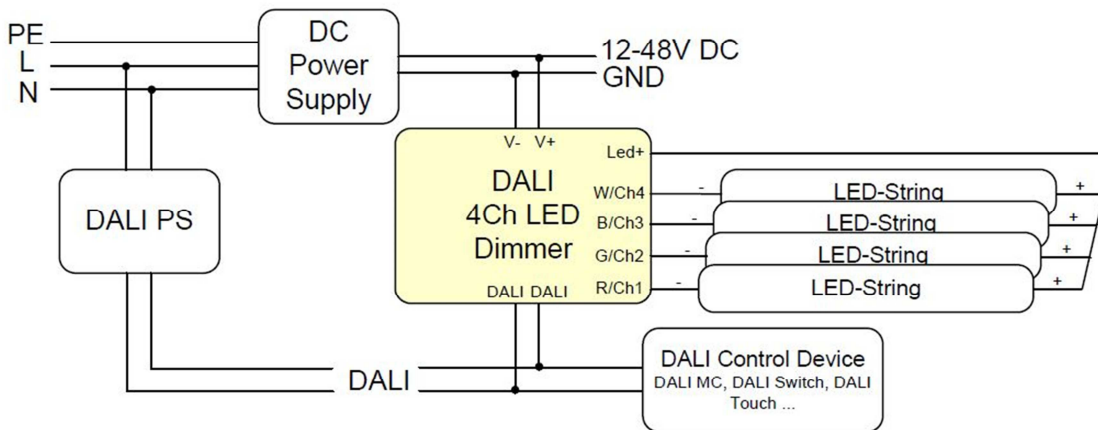 PE
L
N
DC
Power
Supply
12-48V DC
GND
V- V+
Led+
DALI
4Ch LED
Dimmer
W/Ch4
B/Ch3
G/Ch2
R/Ch1
DALI DALI
- LED-String +
- LED-String +
- LED-String +
- LED-String +
DALI PS
DALI
DALI Control Device
DALI MC, DALI Switch, DALI
Touch ...